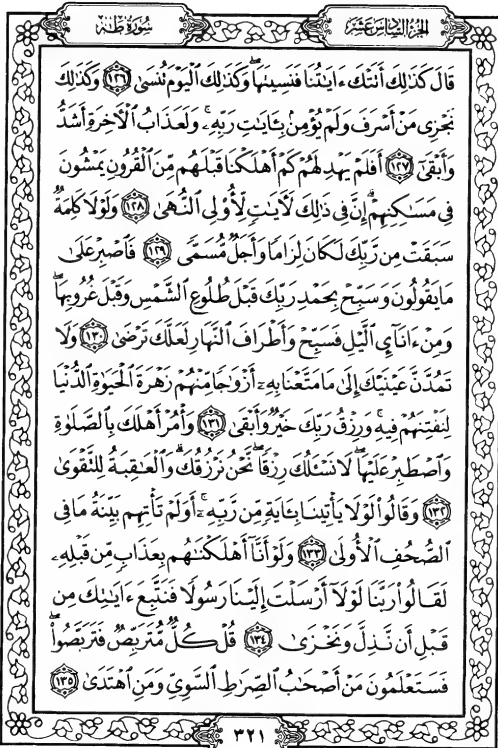 الجزء السادس عشر
سورة طه
قَالَ كَذَٰلِكَ أَتَتْكَ ءَايَٰتُنَا فَنَسِيتَهَا ۖ وَكَذَٰلِكَ ٱلْيَوْمَ تُنسَىٰ ١٢٦ وَكَذَٰلِكَ
نَجْزِى مَنْ أَسْرَفَ وَلَمْ يُؤْمِنۢ بِـَٔايَٰتِ رَبِّهِۦ ۚ وَلَعَذَابُ ٱلْأَخِرَةِ أَشَدُّ
وَأَبْقَىٰٓ ١٢٧ أَفَلَمْ يَهْدِ لَهُمْ كَمْ أَهْلَكْنَا قَبْلَهُم مِّنَ ٱلْقُرُونِ يَمْشُونَ
فِى مَسَٰكِنِهِمْ ۗ إِنَّ فِى ذَٰلِكَ لَأَيَٰتٍ لِّأُو۟لِى ٱلنُّهَىٰ ١٢٨ وَلَوْلَا كَلِمَةٌ
سَبَقَتْ مِن رَّبِّكَ لَكَانَ لِزَامًا وَأَجَلٌ مُّسَمًّى ١٢٩ فَٱصْبِرْ عَلَىٰ
مَا يَقُولُونَ وَسَبِّحْ بِحَمْدِ رَبِّكَ قَبْلَ طُلُوعِ ٱلشَّمْسِ وَقَبْلَ غُرُوبِهَا ۖ
وَمِنْ ءَانَآئِ ٱلَّيْلِ فَسَبِّحْ وَأَطْرَافَ ٱلنَّهَارِ لَعَلَّكَ تَرْضَىٰ ١٣٠ وَلَا
تَمُدَّنَّ عَيْنَيْكَ إِلَىٰ مَا مَتَّعْنَا بِهِۦٓ أَزْوَٰجًا مِّنْهُمْ زَهْرَةَ ٱلْحَيَوٰةِ ٱلدُّنْيَا
لِنَفْتِنَهُمْ فِيهِ ۚ وَرِزْقُ رَبِّكَ خَيْرٌ وَأَبْقَىٰ ١٣١ وَأْمُرْ أَهْلَكَ بِٱلصَّلَوٰةِ
وَٱصْطَبِرْ عَلَيْهَا ۖ لَا نَسْـَٔلُكَ رِزْقًا ۖ نَّحْنُ نَرْزُقُكَ ۗ وَٱلْعَٰقِبَةُ لِلتَّقْوَىٰ
١٣٢ وَقَالُوا۟ لَوْلَا يَأْتِينَا بِـَٔايَةٍ مِّن رَّبِّهِۦٓ ۚ أَوَلَمْ تَأْتِهِم بَيِّنَةُ مَا فِى
ٱلصُّحُفِ ٱلْأُولَىٰ ١٣٣ وَلَوْ أَنَّآ أَهْلَكْنَٰهُم بِعَذَابٍ مِّن قَبْلِهِۦ
لَقَالُوا۟ رَبَّنَا لَوْلَآ أَرْسَلْتَ إِلَيْنَا رَسُولًا فَنَتَّبِعَ ءَايَٰتِكَ مِن
قَبْلِ أَن نَّذِلَّ وَنَخْزَىٰ ١٣٤ قُلْ كُلٌّ مُّتَرَبِّصٌ فَتَرَبَّصُوا۟ ۖ
فَسَتَعْلَمُونَ مَنْ أَصْحَٰبُ ٱلصِّرَٰطِ ٱلسَّوِىِّ وَمَنِ ٱهْتَدَىٰ ١٣٥
٣٢١